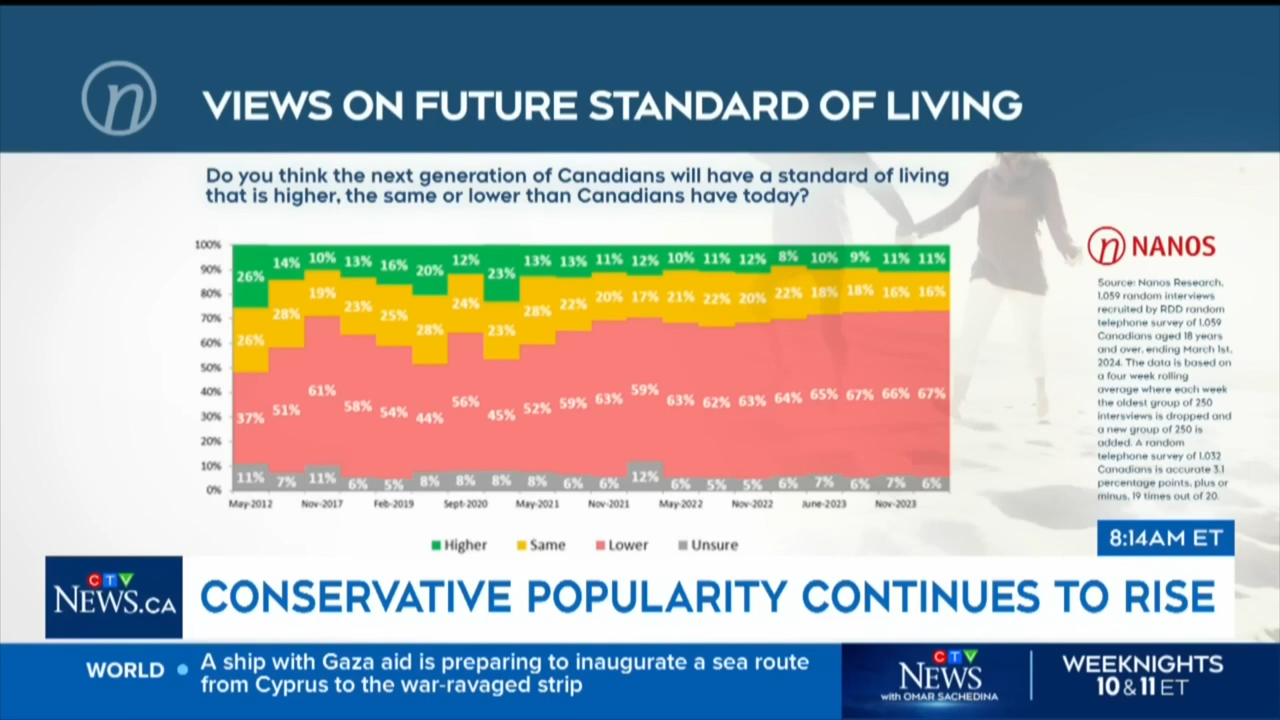 n
VIEWS ON FUTURE STANDARD OF LIVING
Do you think the next generation of Canadians will have a standard of living
that is higher, the same or lower than Canadians have today?
100%
90%
80%
70%
60%
50%
40%
30%
20%
10%
0%
26% 14% 10% 13% 16% 20% 12% 23% 13% 13% 11% 12% 10% 11% 12% 8% 10% 9% 11% 11%
26% 28% 19% 23% 25% 28% 24% 23% 28% 22% 20% 17% 21% 22% 20% 22% 18% 18% 16% 16%
37% 51% 61% 58% 54% 44% 56% 45% 52% 59% 63% 59% 63% 62% 63% 64% 65% 67% 66% 67%
11% 7% 11% 6% 5% 8% 8% 8% 8% 6% 6% 12% 6% 5% 5% 6% 7% 6% 7% 6%
May-2012 Nov-2017 Feb-2019 Sept-2020 May-2021 Nov-2021 May-2022 Nov-2022 June-2023 Nov-2023
Higher Same Lower Unsure
n NANOS
Source: Nanos Research,
1,059 random interviews
recruited by RDD random
telephone survey of 1,059
Canadians aged 18 years
and over, ending March 1st,
2024. The data is based on
a four week rolling
average where each week
the oldest group of 250
intersviews is dropped and
a new group of 250 is
added. A random
telephone survey of 1,032
Canadians is accurate 3.1
percentage points, plus or
minus, 19 times out of 20.
8:14AM ET
CTV
NEWS.CA
CONSERVATIVE POPULARITY CONTINUES TO RISE
WORLD • A ship with Gaza aid is preparing to inaugurate a sea route
from Cyprus to the war-ravaged strip
CTV
NEWS
with OMAR SACHEDINA
WEEKNIGHTS
10 & 11 ET